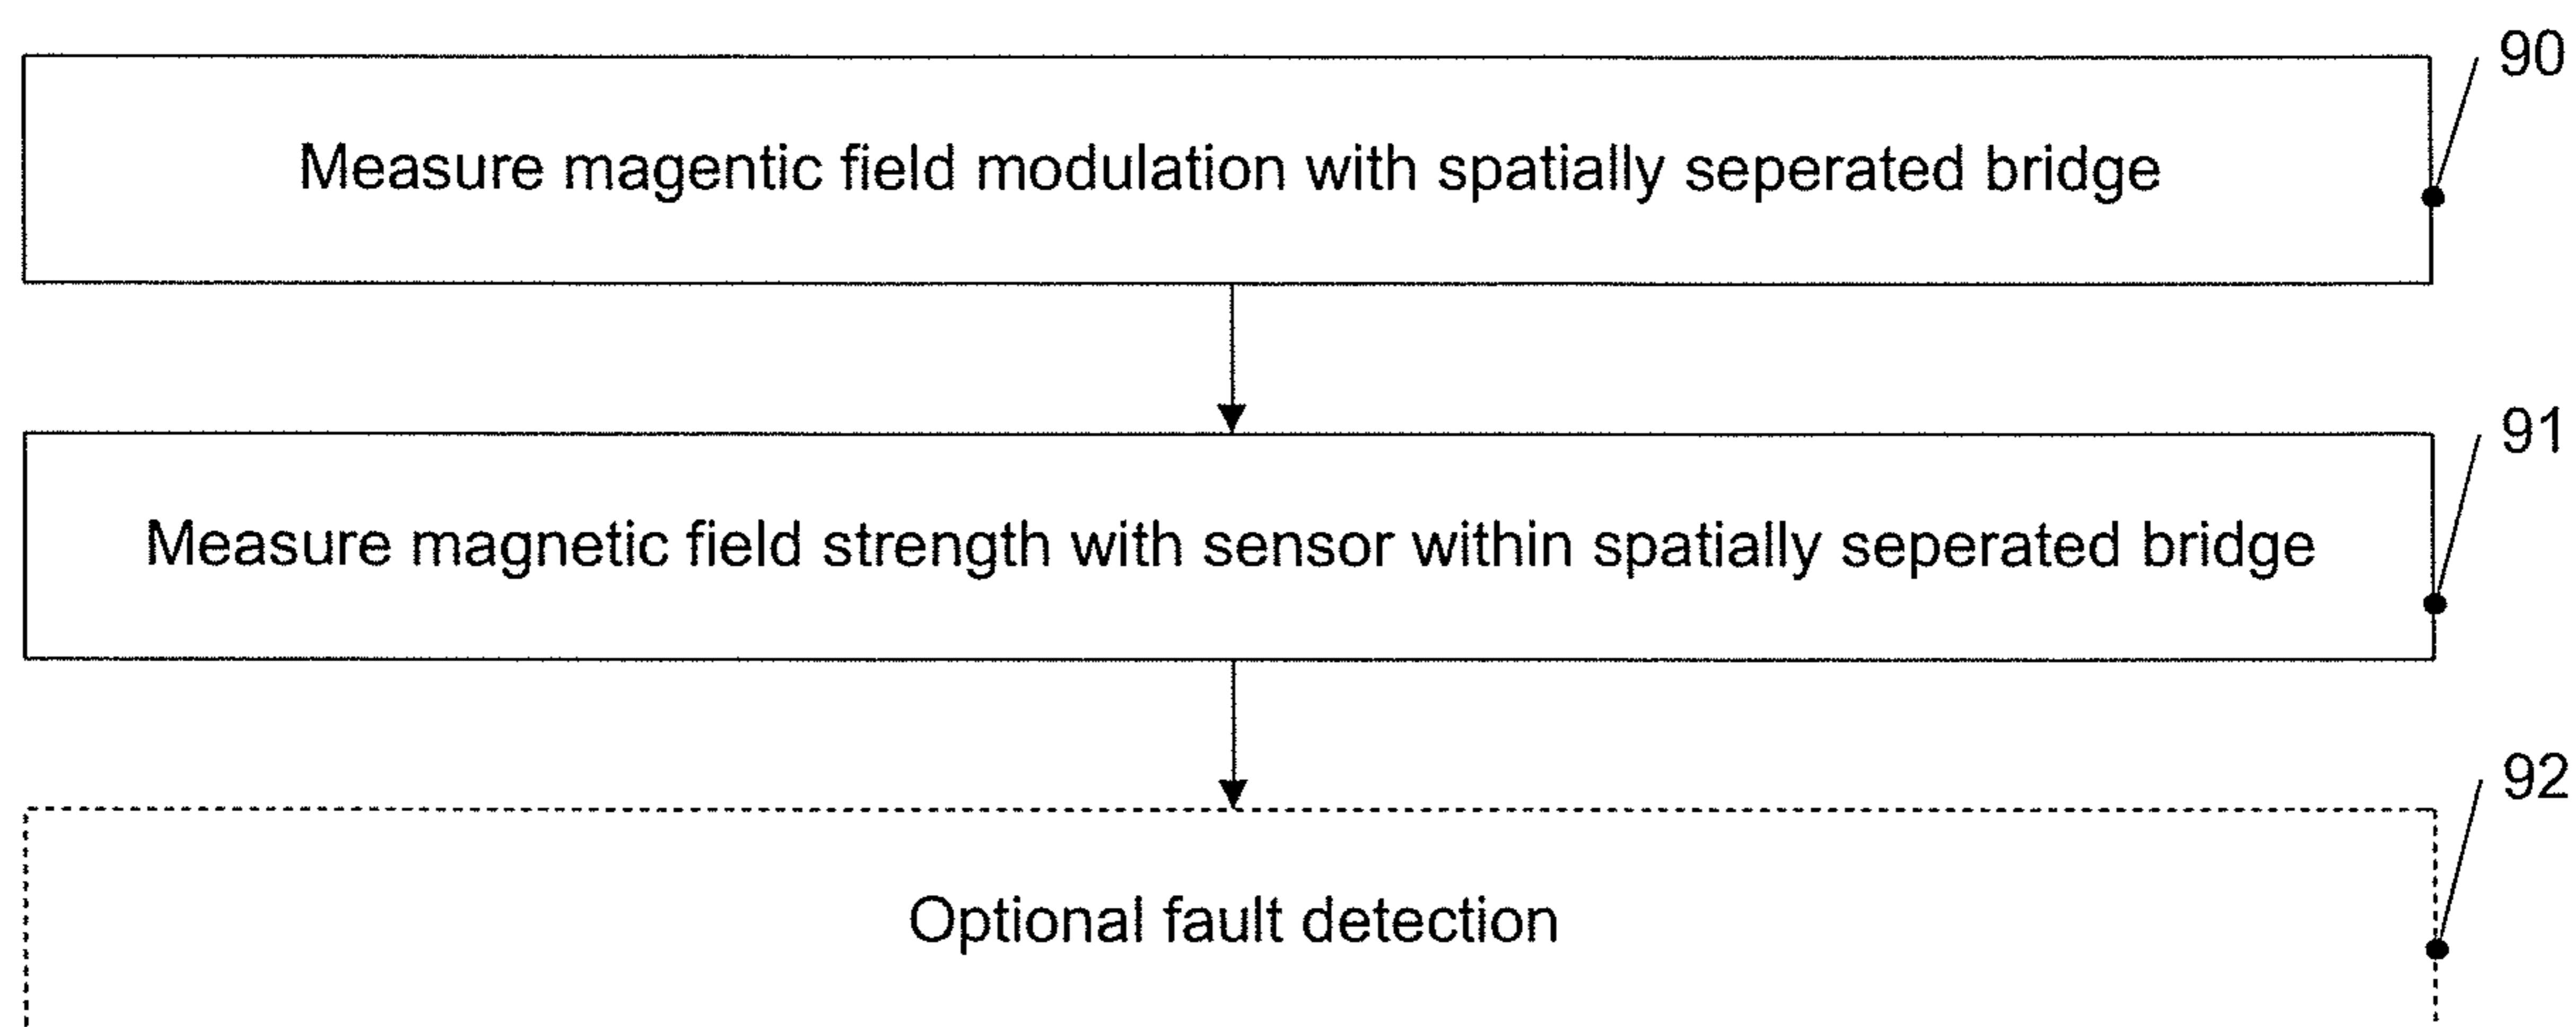 90
Measure magentic field modulation with spatially seperated bridge
91
Measure magnetic field strength with sensor within spatially seperated bridge
92
Optional fault detection